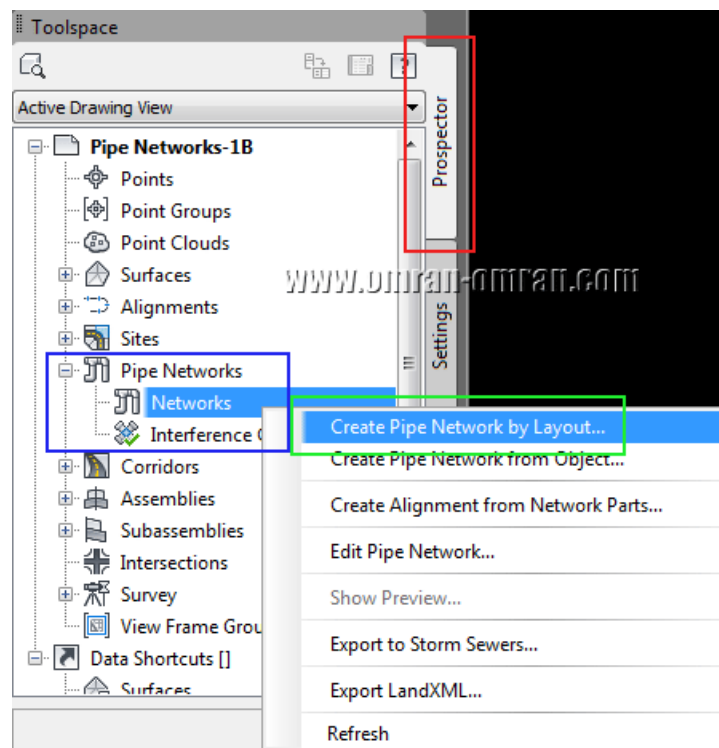 Toolspace
?
Active Drawing View
Prospector
Pipe Networks-1B
Points
Point Groups
Point Clouds
Surfaces
www.omran-omran.com
Alignments
Settings
Sites
Pipe Networks
Networks
Interference
Create Pipe Network by Layout...
Create Pipe Network from Object...
Corridors
Assemblies
Create Alignment from Network Parts...
Subassemblies
Edit Pipe Network...
Intersections
Survey
Show Preview...
View Frame Grou
Export to Storm Sewers...
Data Shortcuts []
Surfaces
Export LandXML...
Refresh